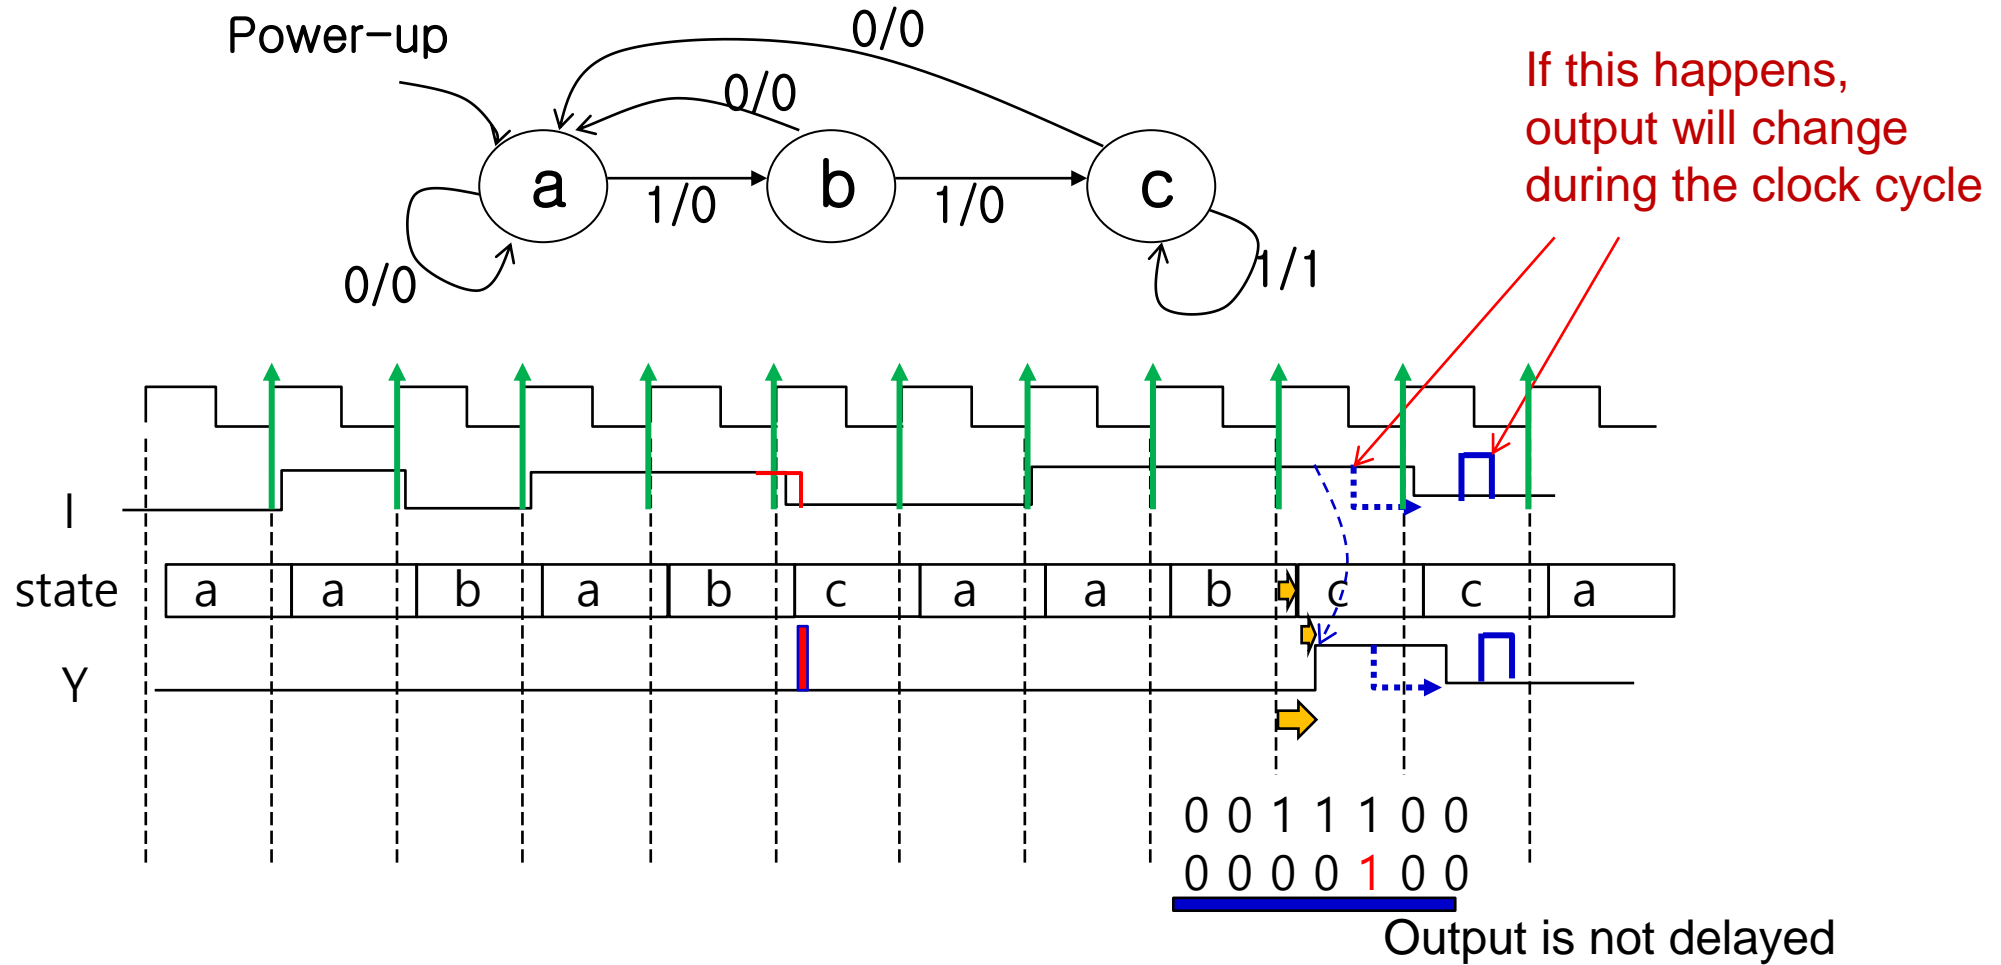 Power-up
0/0
0/0
If this happens,
output will change
during the clock cycle
a
b
c
1/0
1/0
0/0
1/1
I
state
a a b a b c a a b c c a
Y
0 0 1 1 1 0 0
0 0 0 0 1 0 0
Output is not delayed